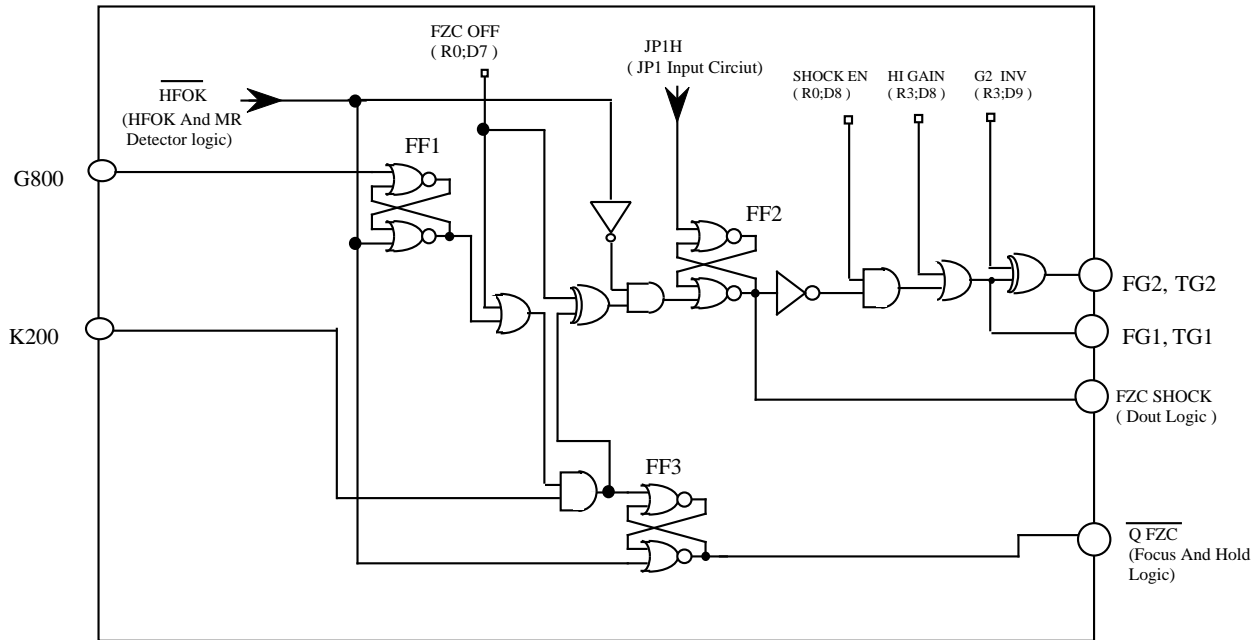 FZC OFF
( R0;D7 )
JP1H
( JP1 Input Circiut)
SHOCK EN
( R0;D8 )
HI GAIN
( R3;D8 )
G2 INV
( R3;D9 )
HFOK
(HFOK And MR
Detector logic)
FF1
G800
FF2
FG2, TG2
K200
FG1, TG1
FZC SHOCK
( Dout Logic )
FF3
Q FZC
(Focus And Hold
Logic)